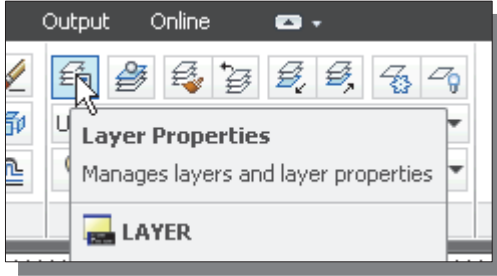 Output Online
U
Layer Properties
Manages layers and layer properties
LAYER